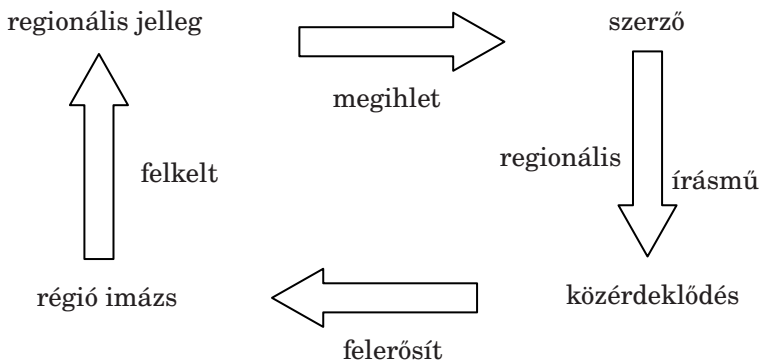 regionális jelleg
szerző
megihlet
regionális
írásmű
felkelt
régió imázs
közérdeklődés
felerősít